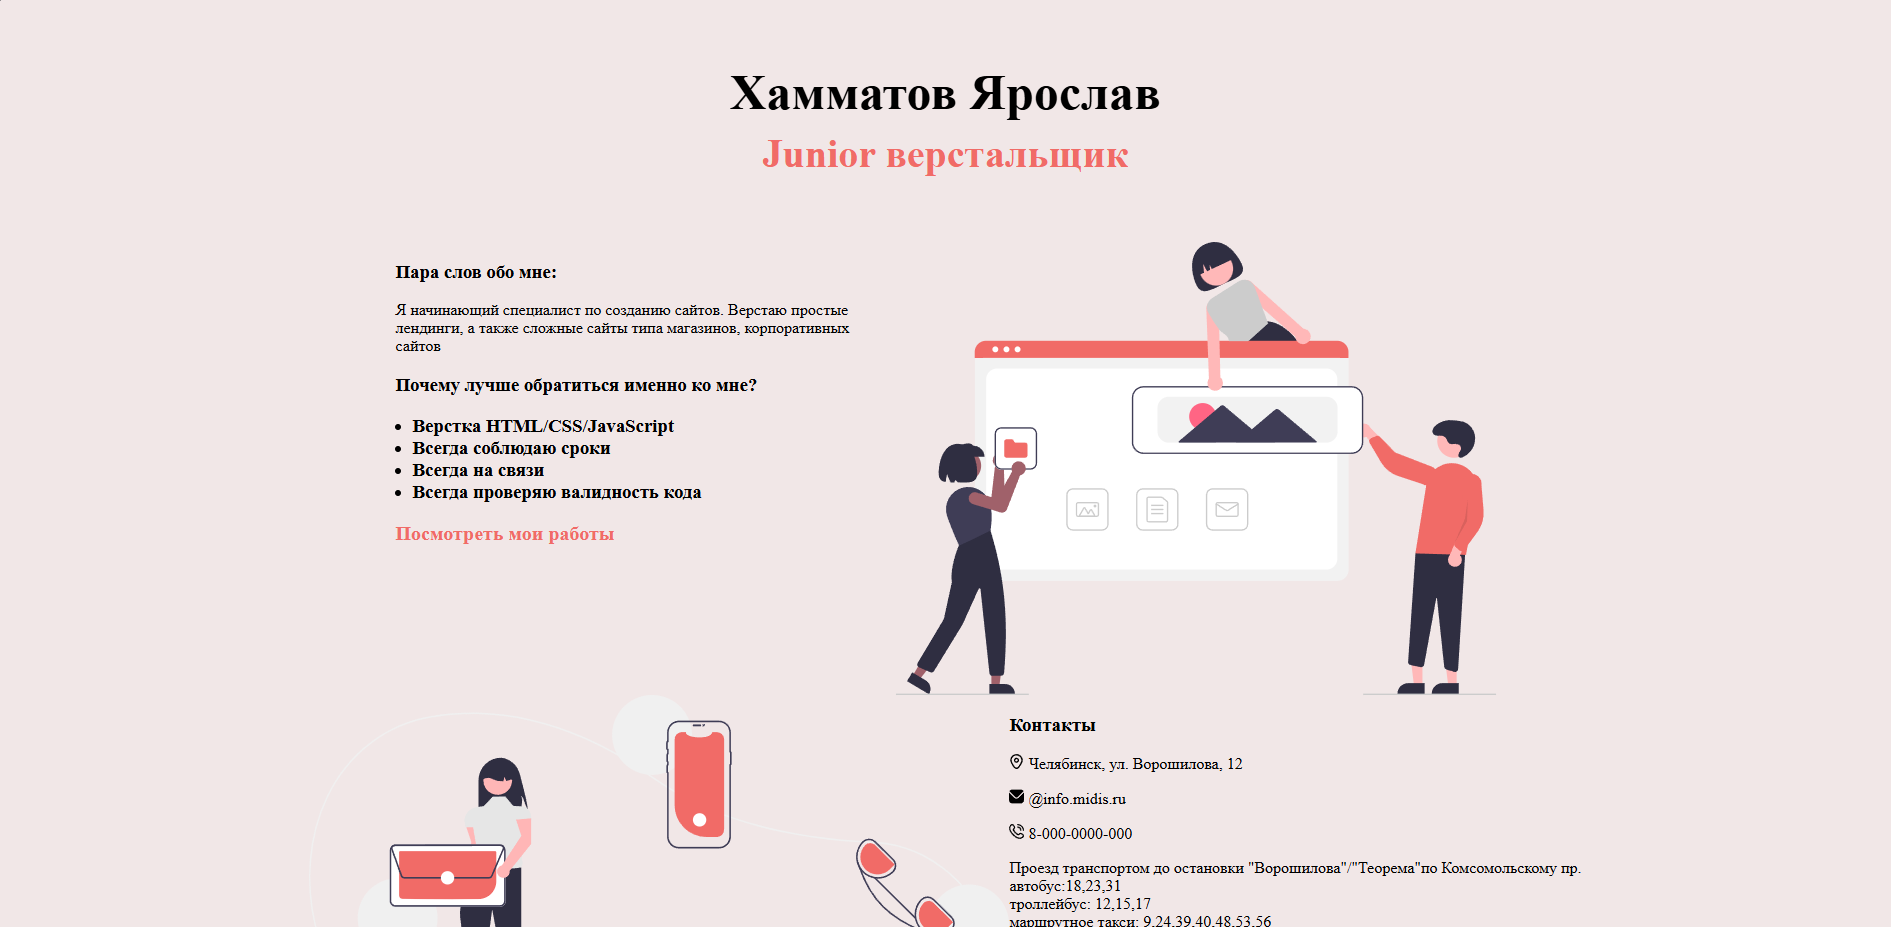 Хамматов Ярослав
Junior верстальщик
Пара слов обо мне:
Я начинающий специалист по созданию сайтов. Верстаю простые
лендинги, а также сложные сайты типа магазинов, корпоративных
сайтов
Почему лучше обратиться именно ко мне?
Верстка HTML/CSS/JavaScript
Всегда соблюдаю сроки
Всегда на связи
Всегда проверяю валидность кода
Посмотреть мои работы
Контакты
Челябинск, ул. Ворошилова, 12
@info.midis.ru
8-000-0000-000
Проезд транспортом до остановки "Ворошилова"/"Теорема"по Комсомольскому пр.
автобус:18,23,31
троллейбус: 12,15,17
маршрутное такси: 9,24,39,40,48,53,56